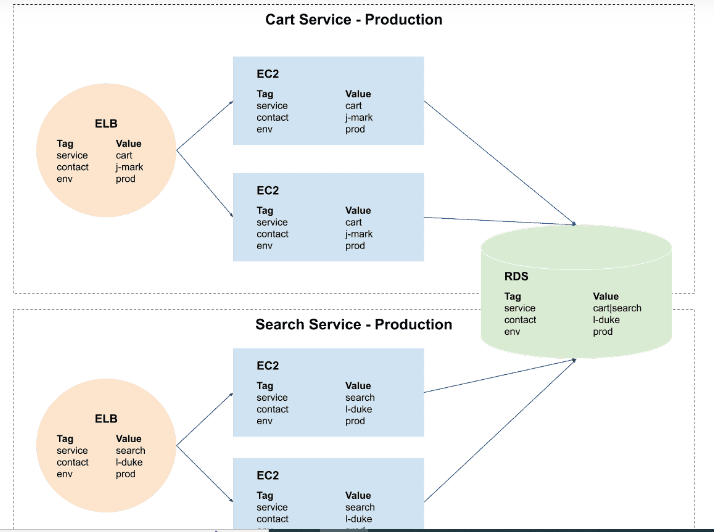 Cart Service - Production
ELB
Tag Value
service cart
contact j-mark
env prod
EC2
Tag Value
service cart
contact j-mark
env prod
EC2
Tag Value
service cart
contact j-mark
env prod
RDS
Tag Value
service cart|search
contact l-duke
env prod
Search Service - Production
ELB
Tag Value
service search
contact l-duke
env prod
EC2
Tag Value
service search
contact l-duke
env prod
EC2
Tag Value
service search
contact l-duke